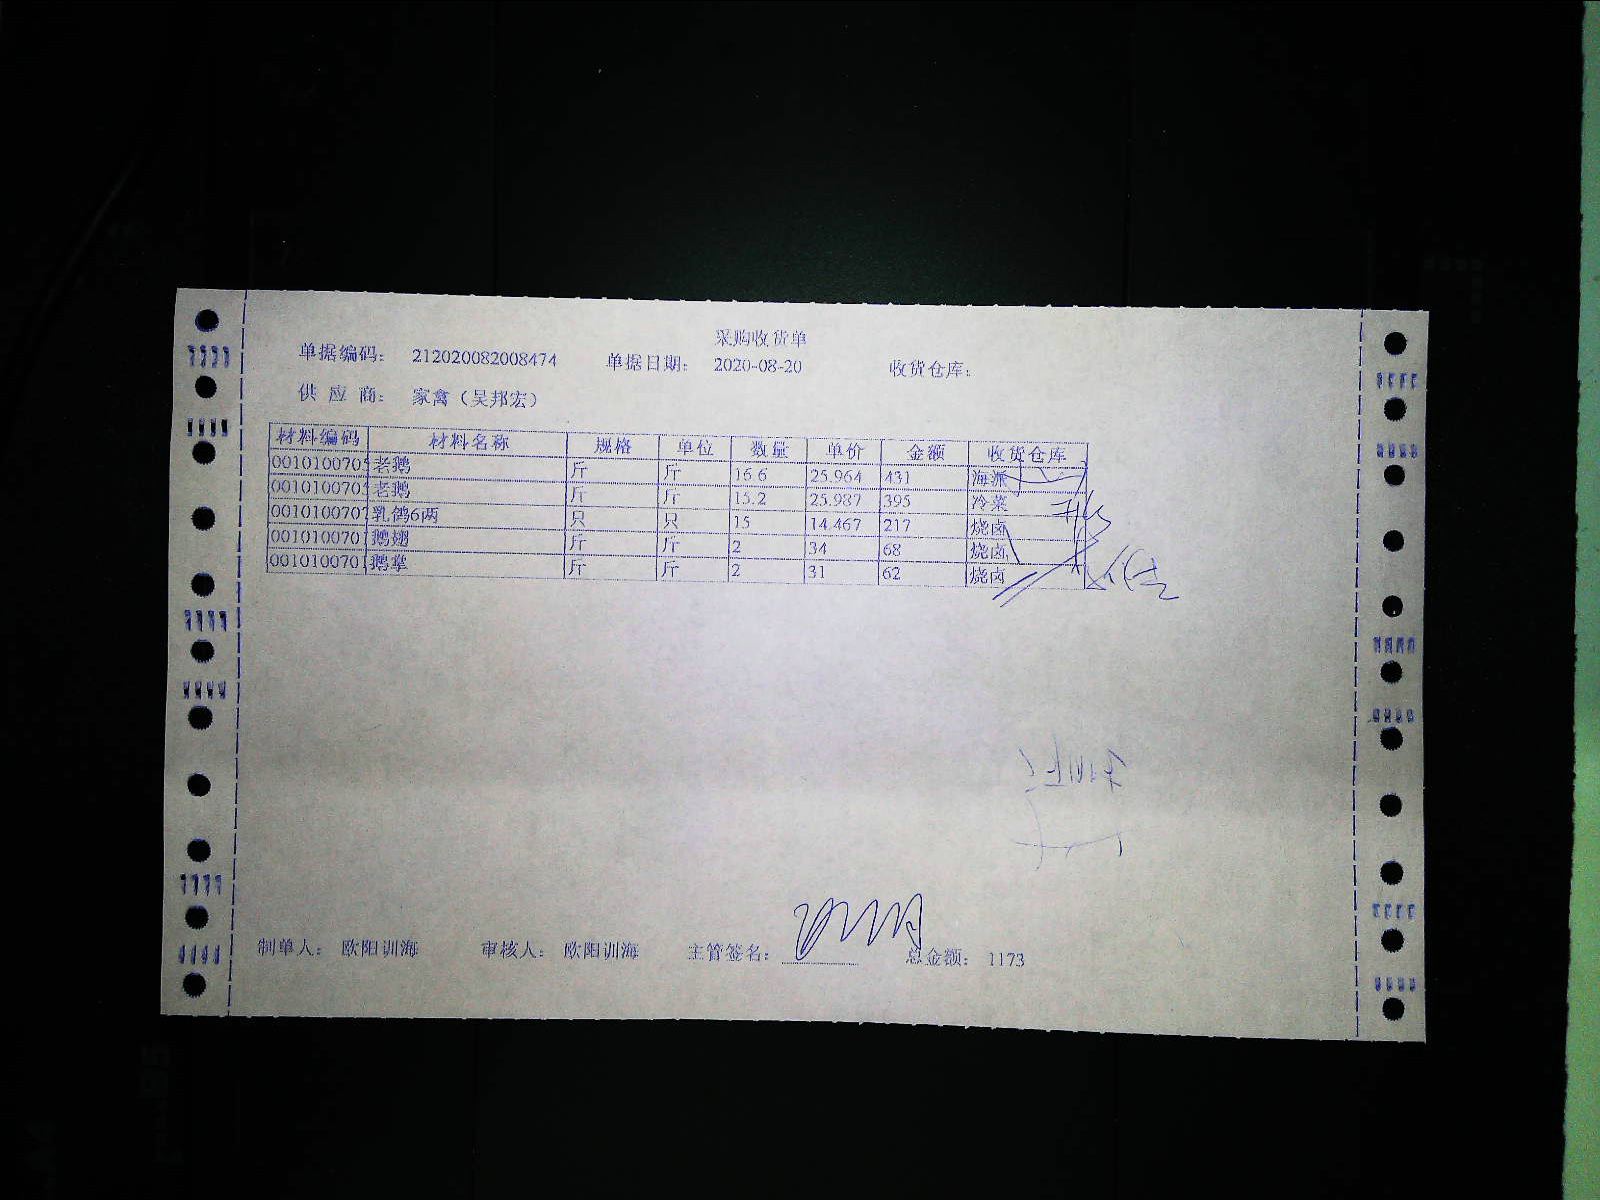 采购收货单
单据编码： 212020082008474 单据日期： 2020-08-20 收货仓库：
供 应 商： 家禽（吴邦宏）
材料编码 材料名称 规格 单位 数量 单价 金额 收货仓库
0010100705 老鹅 斤 斤 16.6 25.964 431 海派
0010100705 老鹅 斤 斤 15.2 25.987 395 冷菜
0010100707 乳鸽6两 只 只 15 14.467 217 烧卤
001010070 鹅翅 斤 斤 2 34 68 烧卤
001010070 鹅掌 斤 斤 2 31 62 烧卤
制单人： 欧阳训海 审核人： 欧阳训海 主管签名： 总金额： 1173